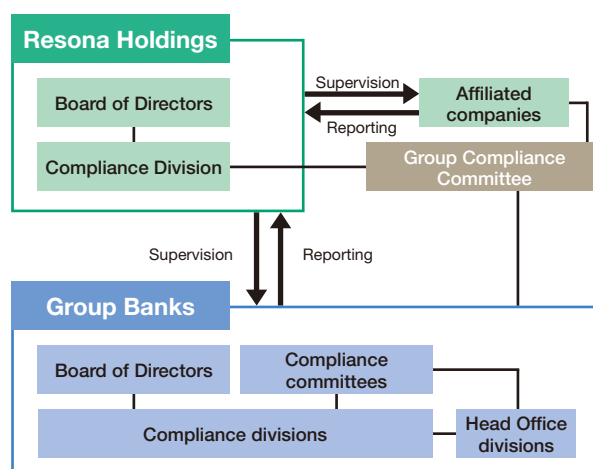 Resona Holdings
Board of Directors
Compliance Division
Supervision
Reporting
Affiliated
companies
Group Compliance
Committee
Supervision
Reporting
Group Banks
Board of Directors
Compliance
committees
Compliance divisions
Head Office
divisions